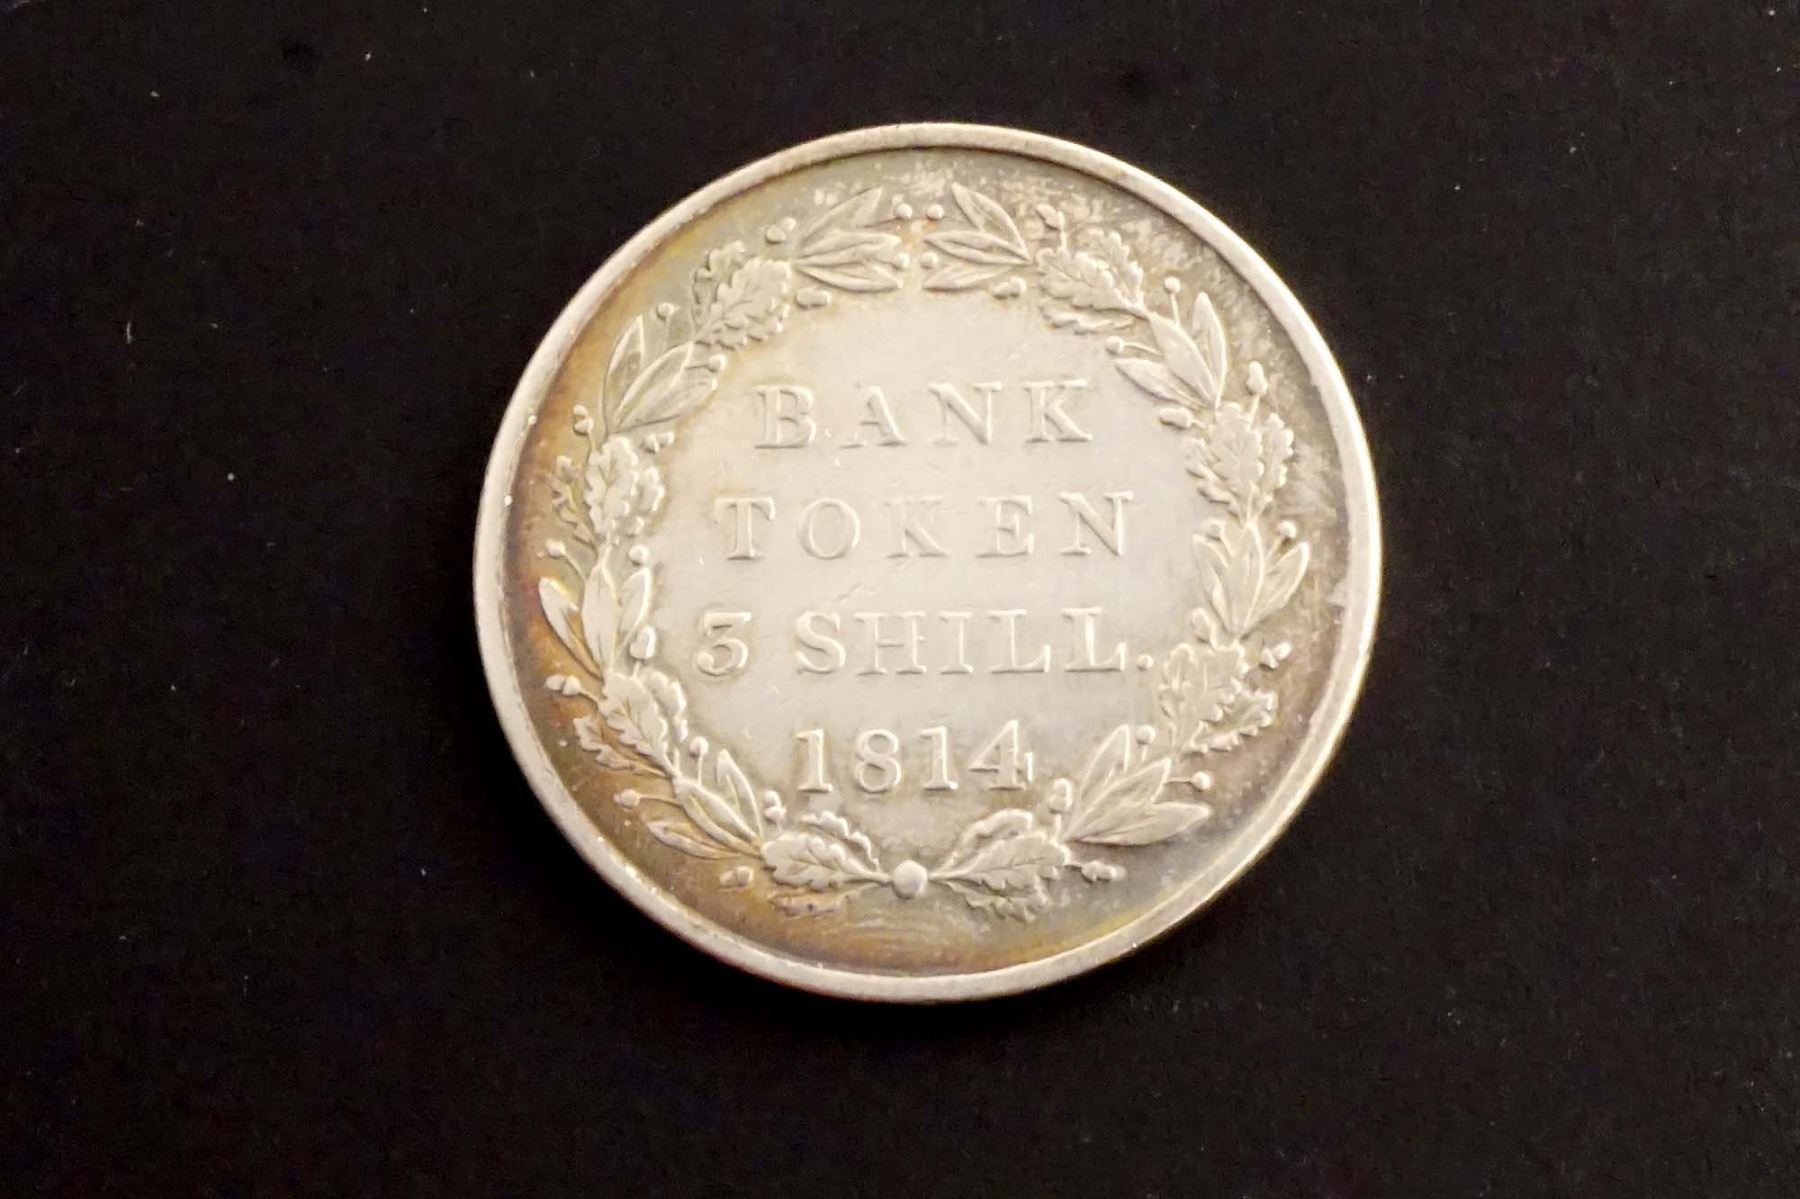 BANK
TOKEN
3 SHILL.
1814